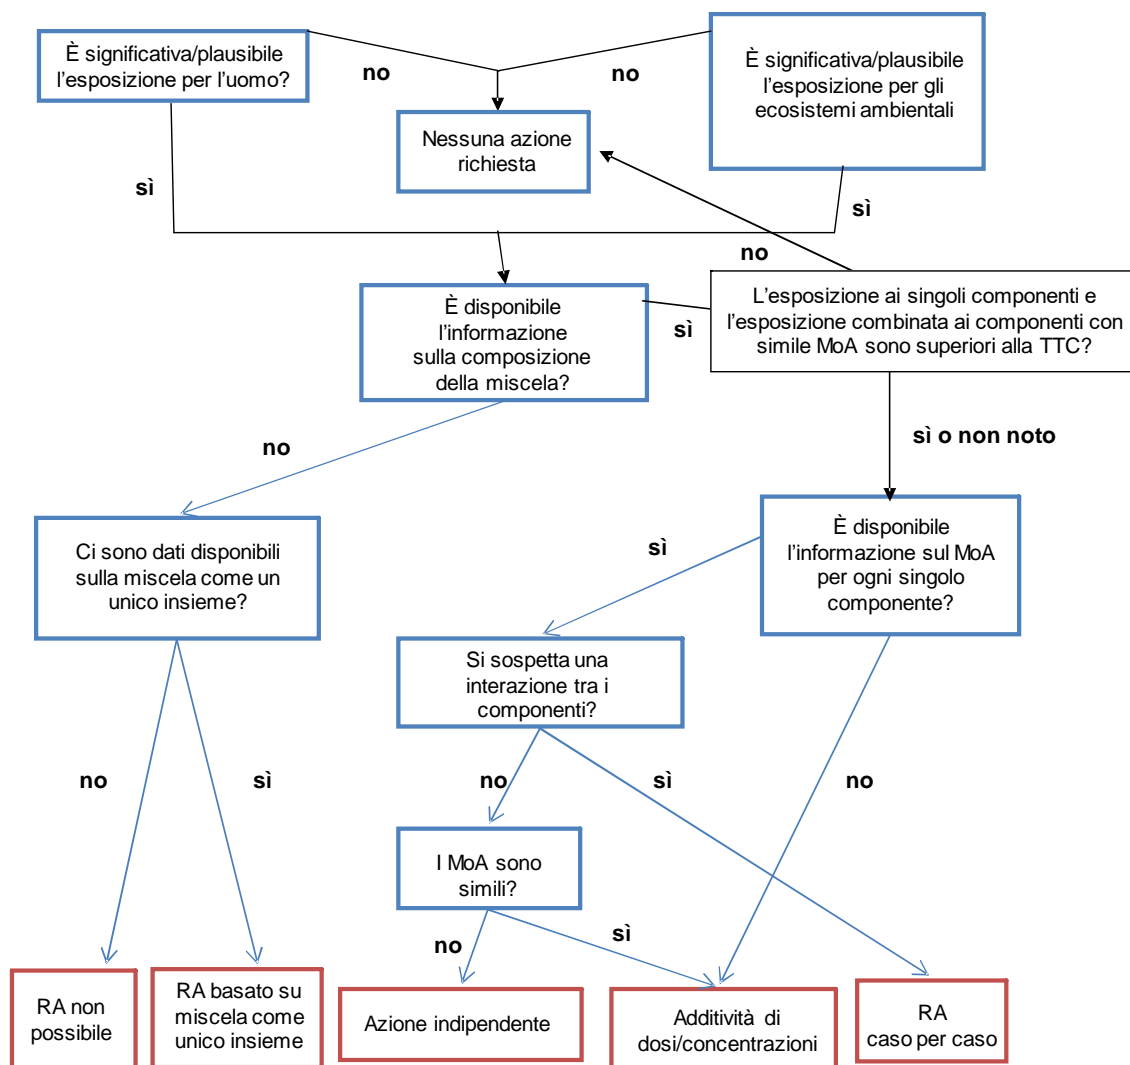 È significativa/plausibile
l'esposizione per l'uomo?
no
no
È significativa/plausibile
l'esposizione per gli
ecosistemi ambientali
Nessuna azione
richiesta
sì
sì
no
È disponibile
l'informazione
sulla composizione
della miscela?
sì
L'esposizione ai singoli componenti e
l'esposizione combinata ai componenti con
simile MoA sono superiori alla TTC?
no
sì o non noto
Ci sono dati disponibili
sulla miscela come un
unico insieme?
sì
È disponibile
l'informazione sul MoA
per ogni singolo
componente?
Si sospetta una
interazione tra i
componenti?
no
sì
no
sì
no
I MoA sono
simili?
no
sì
RA non
possibile
RA basato su
miscela come
unico insieme
Azione indipendente
Additività di
dosi/concentrazioni
RA
caso per caso